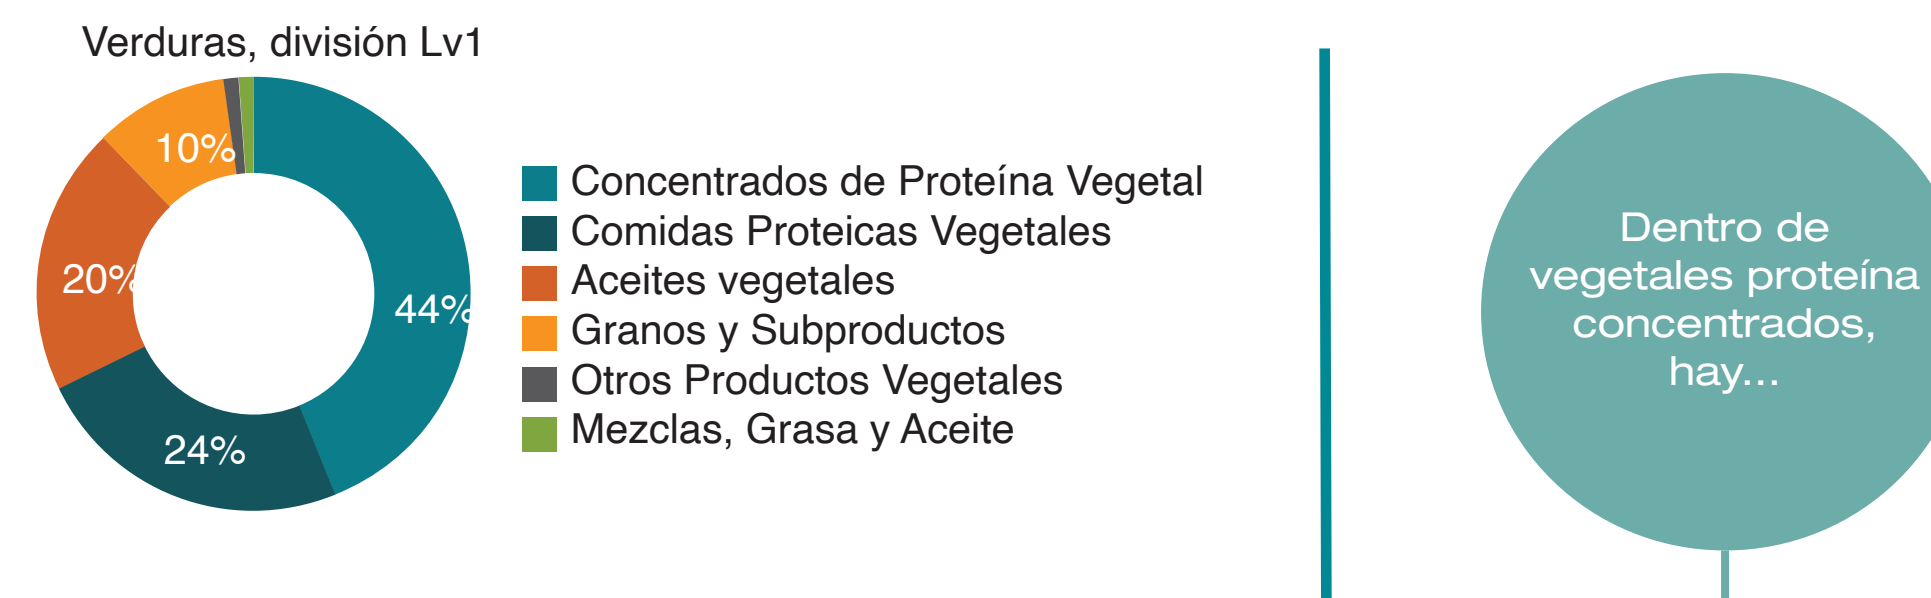 Verduras, división Lv1
10%
20%
44%
24%
Concentrados de Proteína Vegetal
Comidas Proteicas Vegetales
Aceites vegetales
Granos y Subproductos
Otros Productos Vegetales
Mezclas, Grasa y Aceite
Dentro de
vegetales proteína
concentrados,
hay...